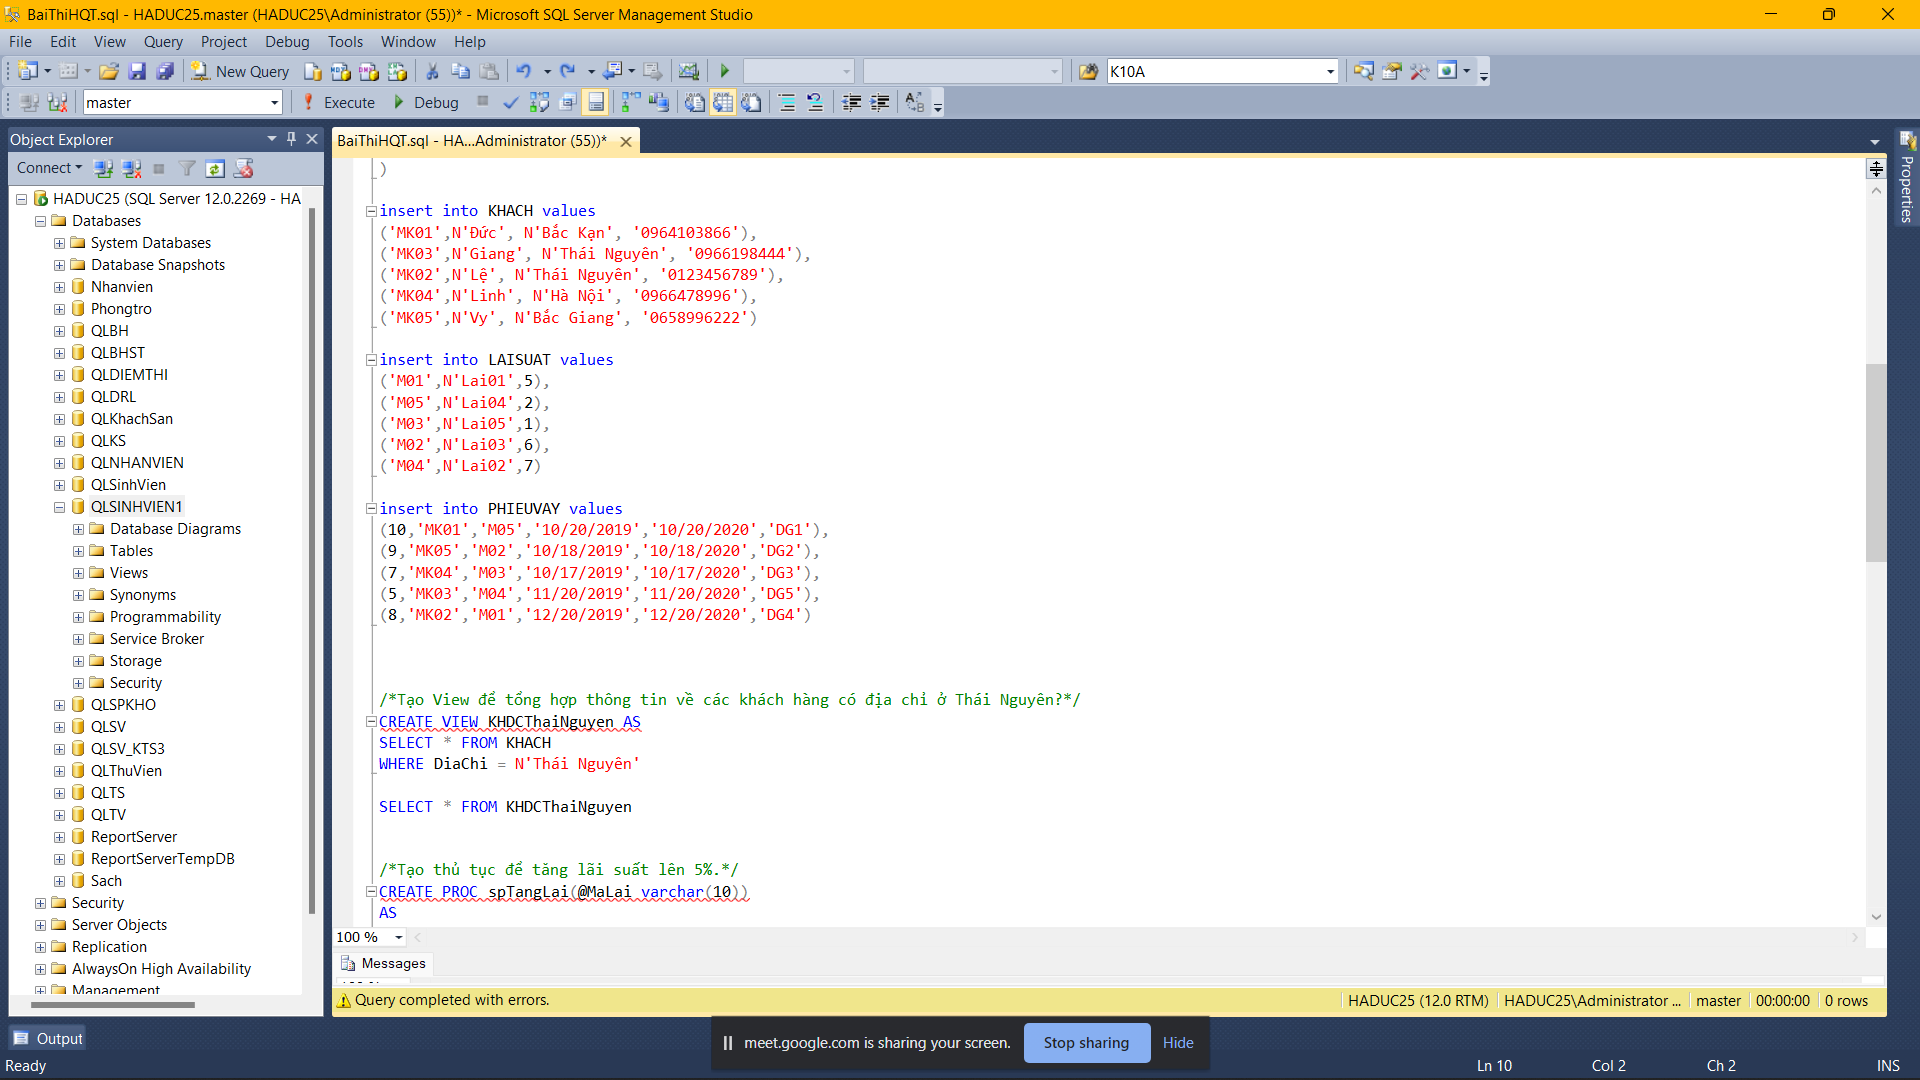 BaiThiHQT.sql - HADUC25.master (HADUC25\Administrator (55))* - Microsoft SQL Server Management Studio
File Edit View Query Project Debug Tools Window Help
New Query K10A
master Execute Debug
Object Explorer
Connect
HADUC25 (SQL Server 12.0.2269 - HA
Databases
System Databases
Database Snapshots
Nhanvien
Phongtro
QLBH
QLBHST
QLDIEMTHI
QLDRL
QLKhachSan
QLKS
QLNHANVIEN
QLSinhVien
QLSINHVIEN1
Database Diagrams
Tables
Views
Synonyms
Programmability
Service Broker
Storage
Security
QLSPKHO
QLSV
QLSV_KTS3
QLThuVien
QLTS
QLTV
ReportServer
ReportServerTempDB
Sach
Security
Server Objects
Replication
AlwaysOn High Availability
Management
BaiThiHQT.sql - HA...Administrator (55))*
)
insert into KHACH values
('MK01',N'Đức', N'Bắc Kạn', '0964103866'),
('MK03',N'Giang', N'Thái Nguyên', '0966198444'),
('MK02',N'Lệ', N'Thái Nguyên', '0123456789'),
('MK04',N'Linh', N'Hà Nội', '0966478996'),
('MK05',N'Vy', N'Bắc Giang', '0658996222')
insert into LAISUAT values
('M01',N'Lai01',5),
('M05',N'Lai04',2),
('M03',N'Lai05',1),
('M02',N'Lai03',6),
('M04',N'Lai02',7)
insert into PHIEUVAY values
(10,'MK01','M05','10/20/2019','10/20/2020','DG1'),
(9,'MK05','M02','10/18/2019','10/18/2020','DG2'),
(7,'MK04','M03','10/17/2019','10/17/2020','DG3'),
(5,'MK03','M04','11/20/2019','11/20/2020','DG5'),
(8,'MK02','M01','12/20/2019','12/20/2020','DG4')
/*Tạo View để tổng hợp thông tin về các khách hàng có địa chỉ ở Thái Nguyên?*/
CREATE VIEW KHDCThaiNguyen AS
SELECT * FROM KHACH
WHERE DiaChi = N'Thái Nguyên'
SELECT * FROM KHDCThaiNguyen
/*Tạo thủ tục để tăng lãi suất lên 5%.*/
CREATE PROC spTangLai(@MaLai varchar(10))
AS
100 %
Messages
Query completed with errors. HADUC25 (12.0 RTM) HADUC25\Administrator ... master 00:00:00 0 rows
Properties
Output
meet.google.com is sharing your screen. Stop sharing Hide
Ready Ln 10 Col 2 Ch 2 INS